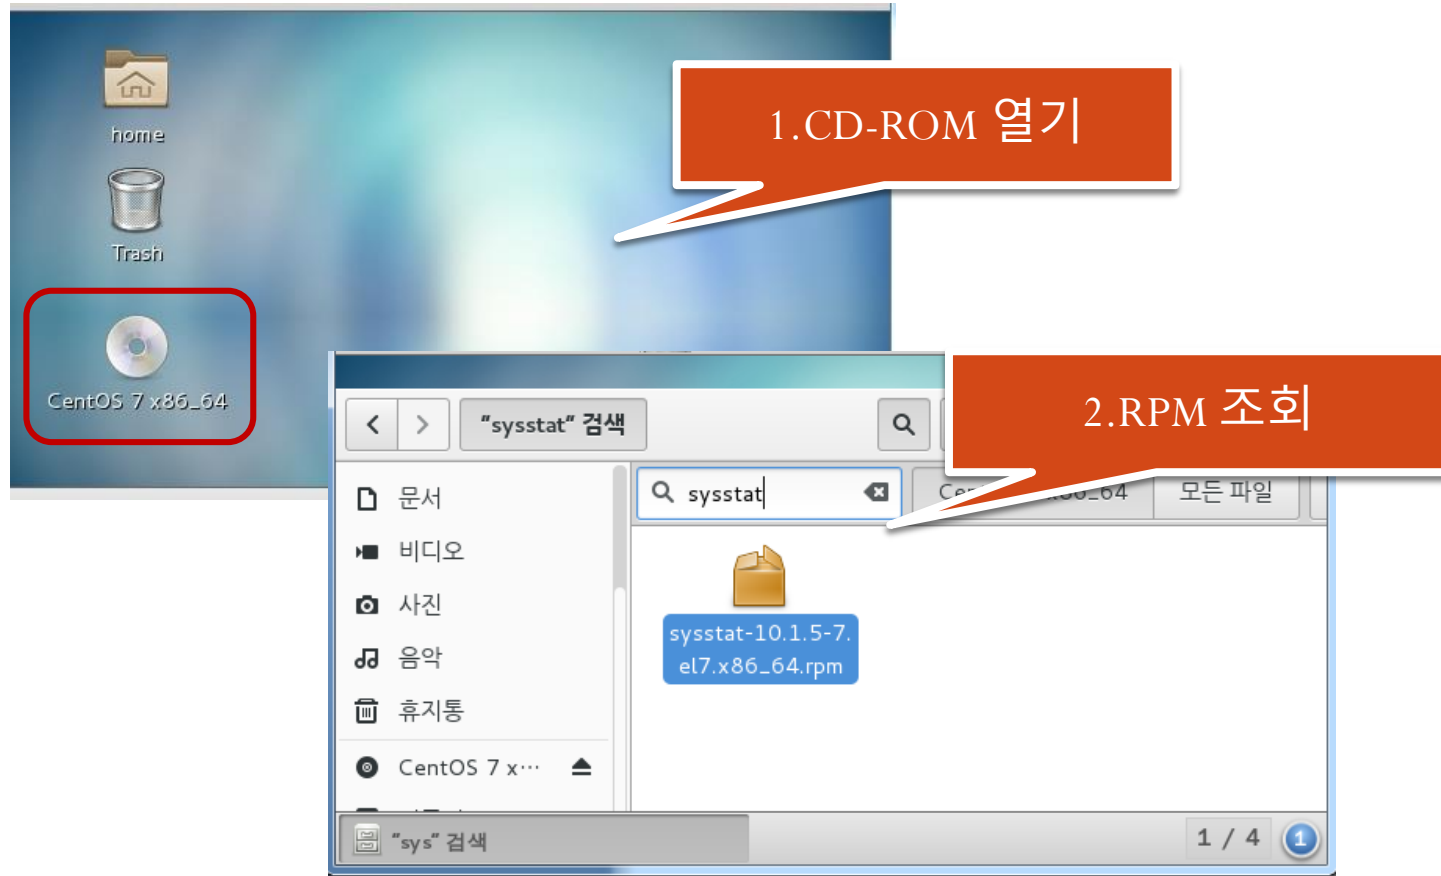 home
Trash
CentOS 7 x86_64
1.CD-ROM 열기
2.RPM 조회
"sysstat" 검색
sysstat
모든 파일
문서
비디오
사진
음악
휴지통
CentOS 7 x…
sysstat-10.1.5-7.
el7.x86_64.rpm
"sys" 검색
1 / 4
1